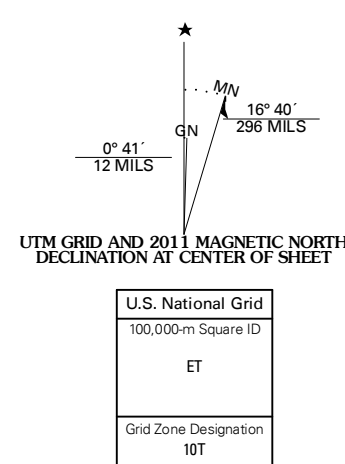 MN
16° 40´
GN
296 MILS
0° 41´
12 MILS
UTM GRID AND 2011 MAGNETIC NORTH
DECLINATION AT CENTER OF SHEET
U.S. National Grid
100,000-m Square ID
ET
Grid Zone Designation
10T